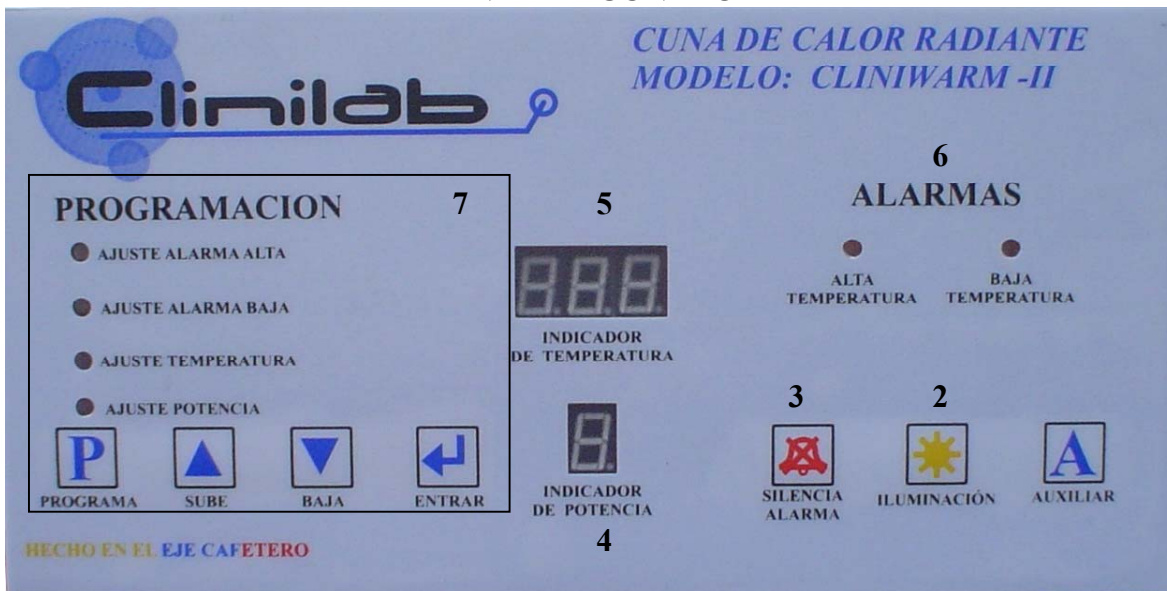 Clinilab
CUNA DE CALOR RADIANTE
MODELO: CLINIWARM -II
PROGRAMACION
7
AJUSTE ALARMA ALTA
AJUSTE ALARMA BAJA
AJUSTE TEMPERATURA
AJUSTE POTENCIA
P
PROGRAMA
SUBE
BAJA
ENTRAR
5
INDICADOR
DE TEMPERATURA
INDICADOR
DE POTENCIA
4
6
ALARMAS
ALTA
TEMPERATURA
BAJA
TEMPERATURA
3
SILENCIA
ALARMA
2
ILUMINACIÓN
A
AUXILIAR
HECHO EN EL EJE CAFETERO